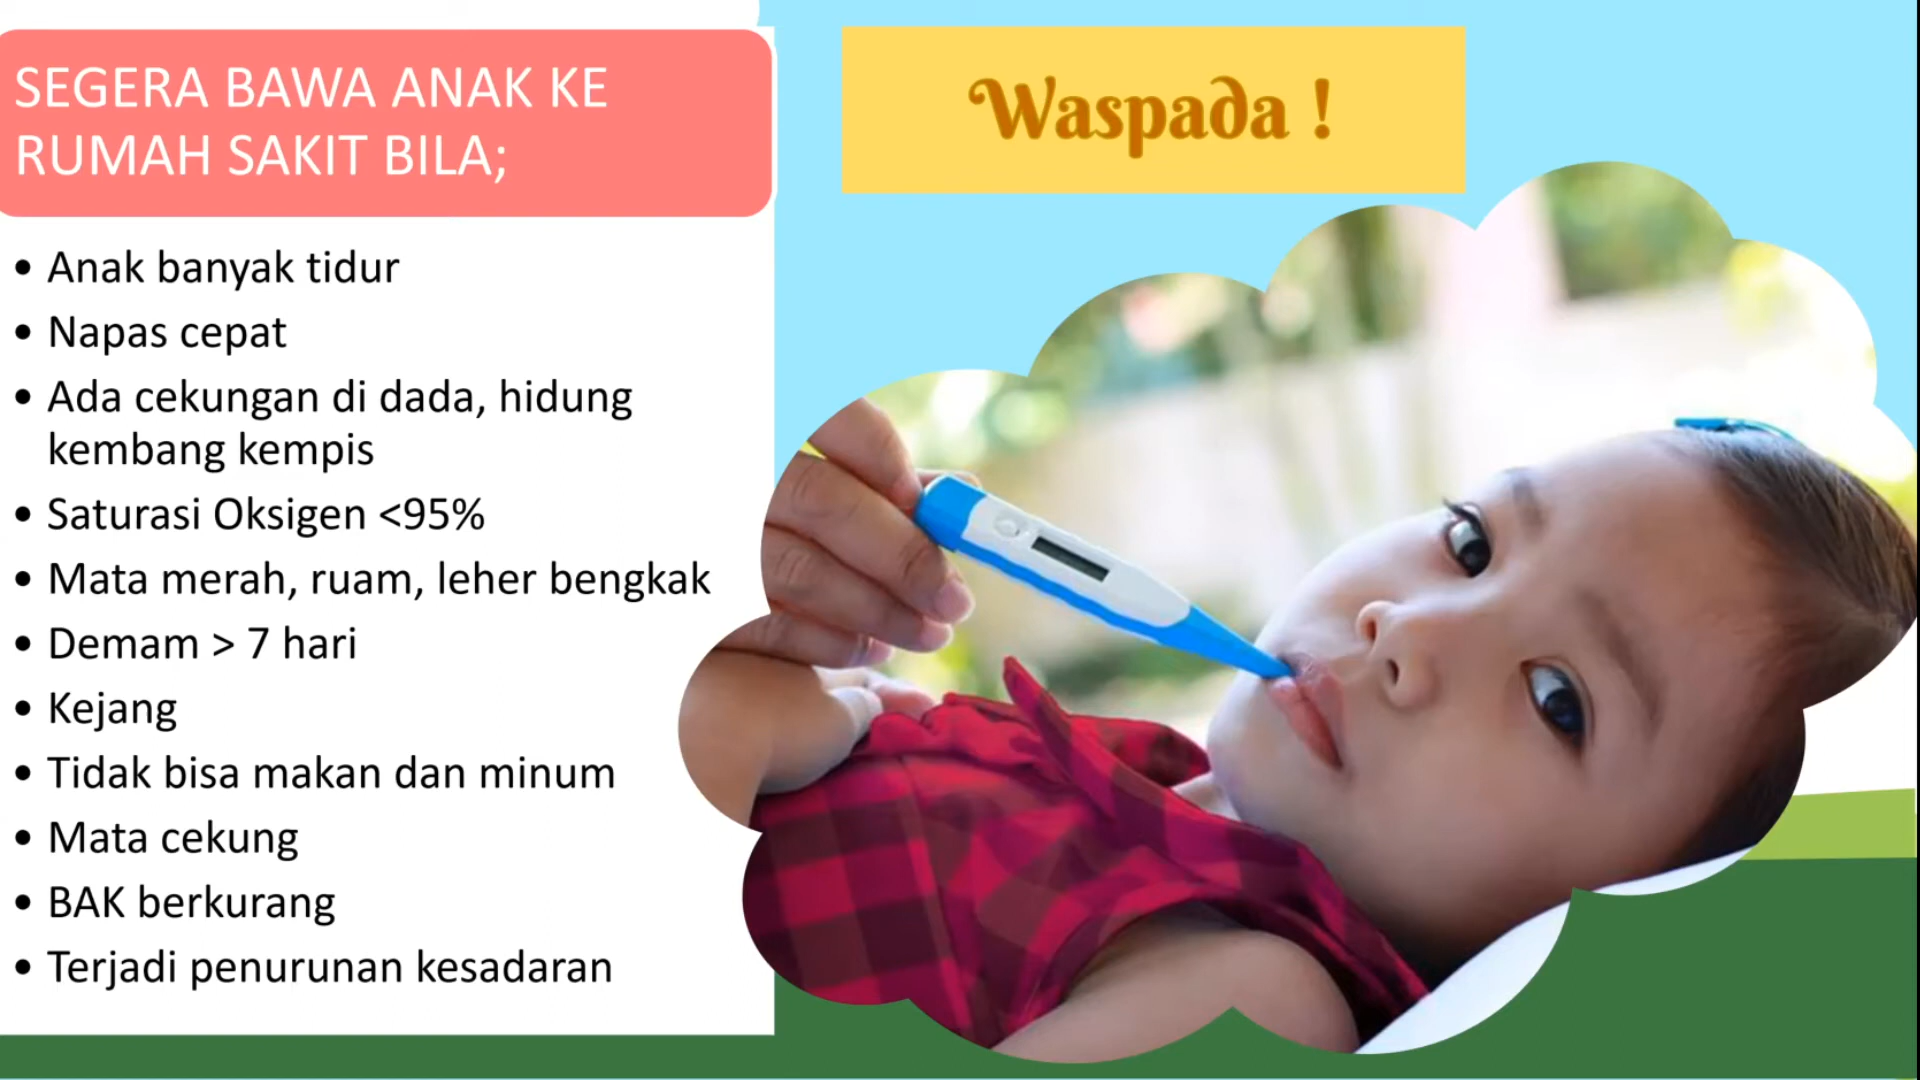 SEGERA BAWA ANAK KE
RUMAH SAKIT BILA;
Waspada !
• Anak banyak tidur
• Napas cepat
• Ada cekungan di dada, hidung
kembang kempis
• Saturasi Oksigen <95%
• Mata merah, ruam, leher bengkak
• Demam > 7 hari
• Kejang
• Tidak bisa makan dan minum
• Mata cekung
• BAK berkurang
• Terjadi penurunan kesadaran